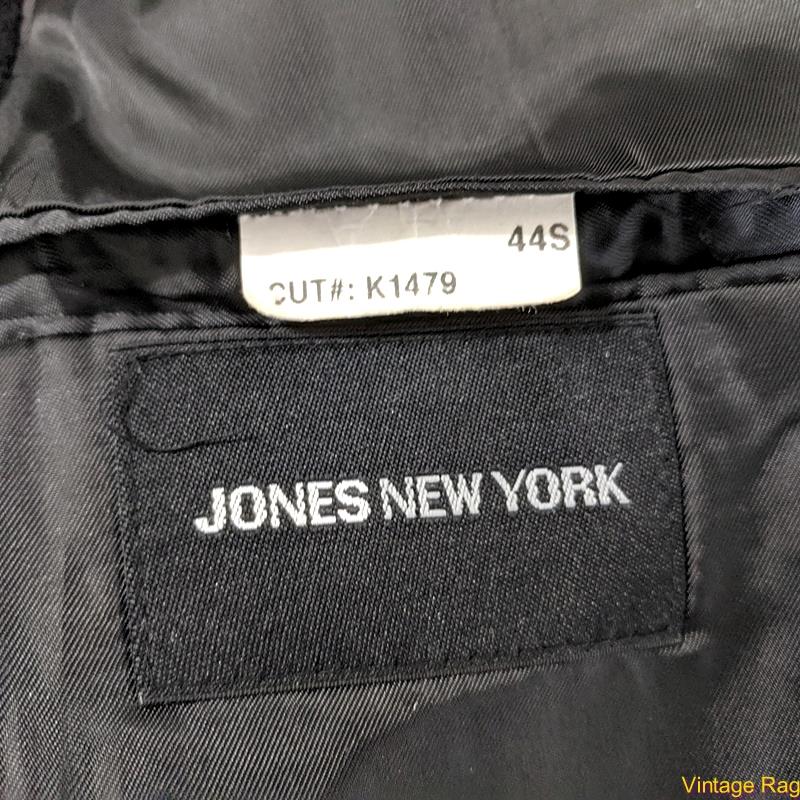 44S
CUT#: K1479
JONES NEW YORK
Vintage Rag